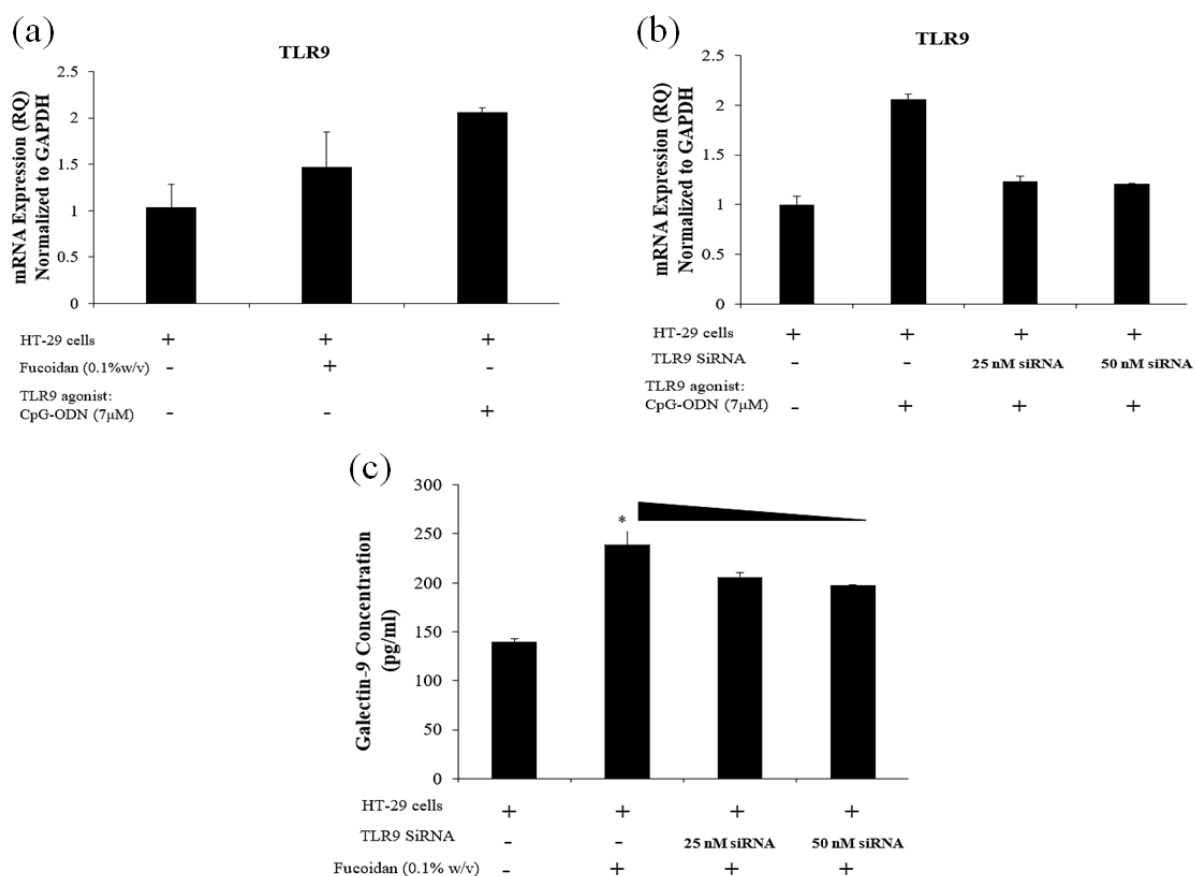 (a)
TLR9
mRNA Expression (RQ)
Normalized to GAPDH
2.5
2
1.5
1
0.5
0
HT-29 cells + + +
Fucoidan (0.1%w/v) - + -
TLR9 agonist:
CpG-ODN (7μM) - - +
(b)
TLR9
mRNA Expression (RQ)
Normalized to GAPDH
2.5
2
1.5
1
0.5
0
HT-29 cells + + + +
TLR9 SiRNA - - 25 nM siRNA 50 nM siRNA
TLR9 agonist:
CpG-ODN (7μM) - + + +
(c)
Galectin-9 Concentration
(pg/ml)
300
250
200
150
100
50
0
*
HT-29 cells + + + +
TLR9 SiRNA - - 25 nM siRNA 50 nM siRNA
Fucoidan (0.1% w/v) - + + +